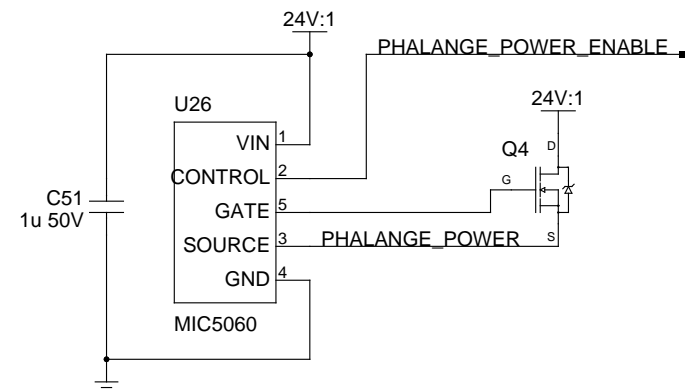 24V:1
PHALANGE_POWER_ENABLE
U26
24V:1
VIN 1
Q4
D
CONTROL 2
G
C51
1u 50V
GATE 5
SOURCE 3
PHALANGE_POWER
S
GND 4
MIC5060